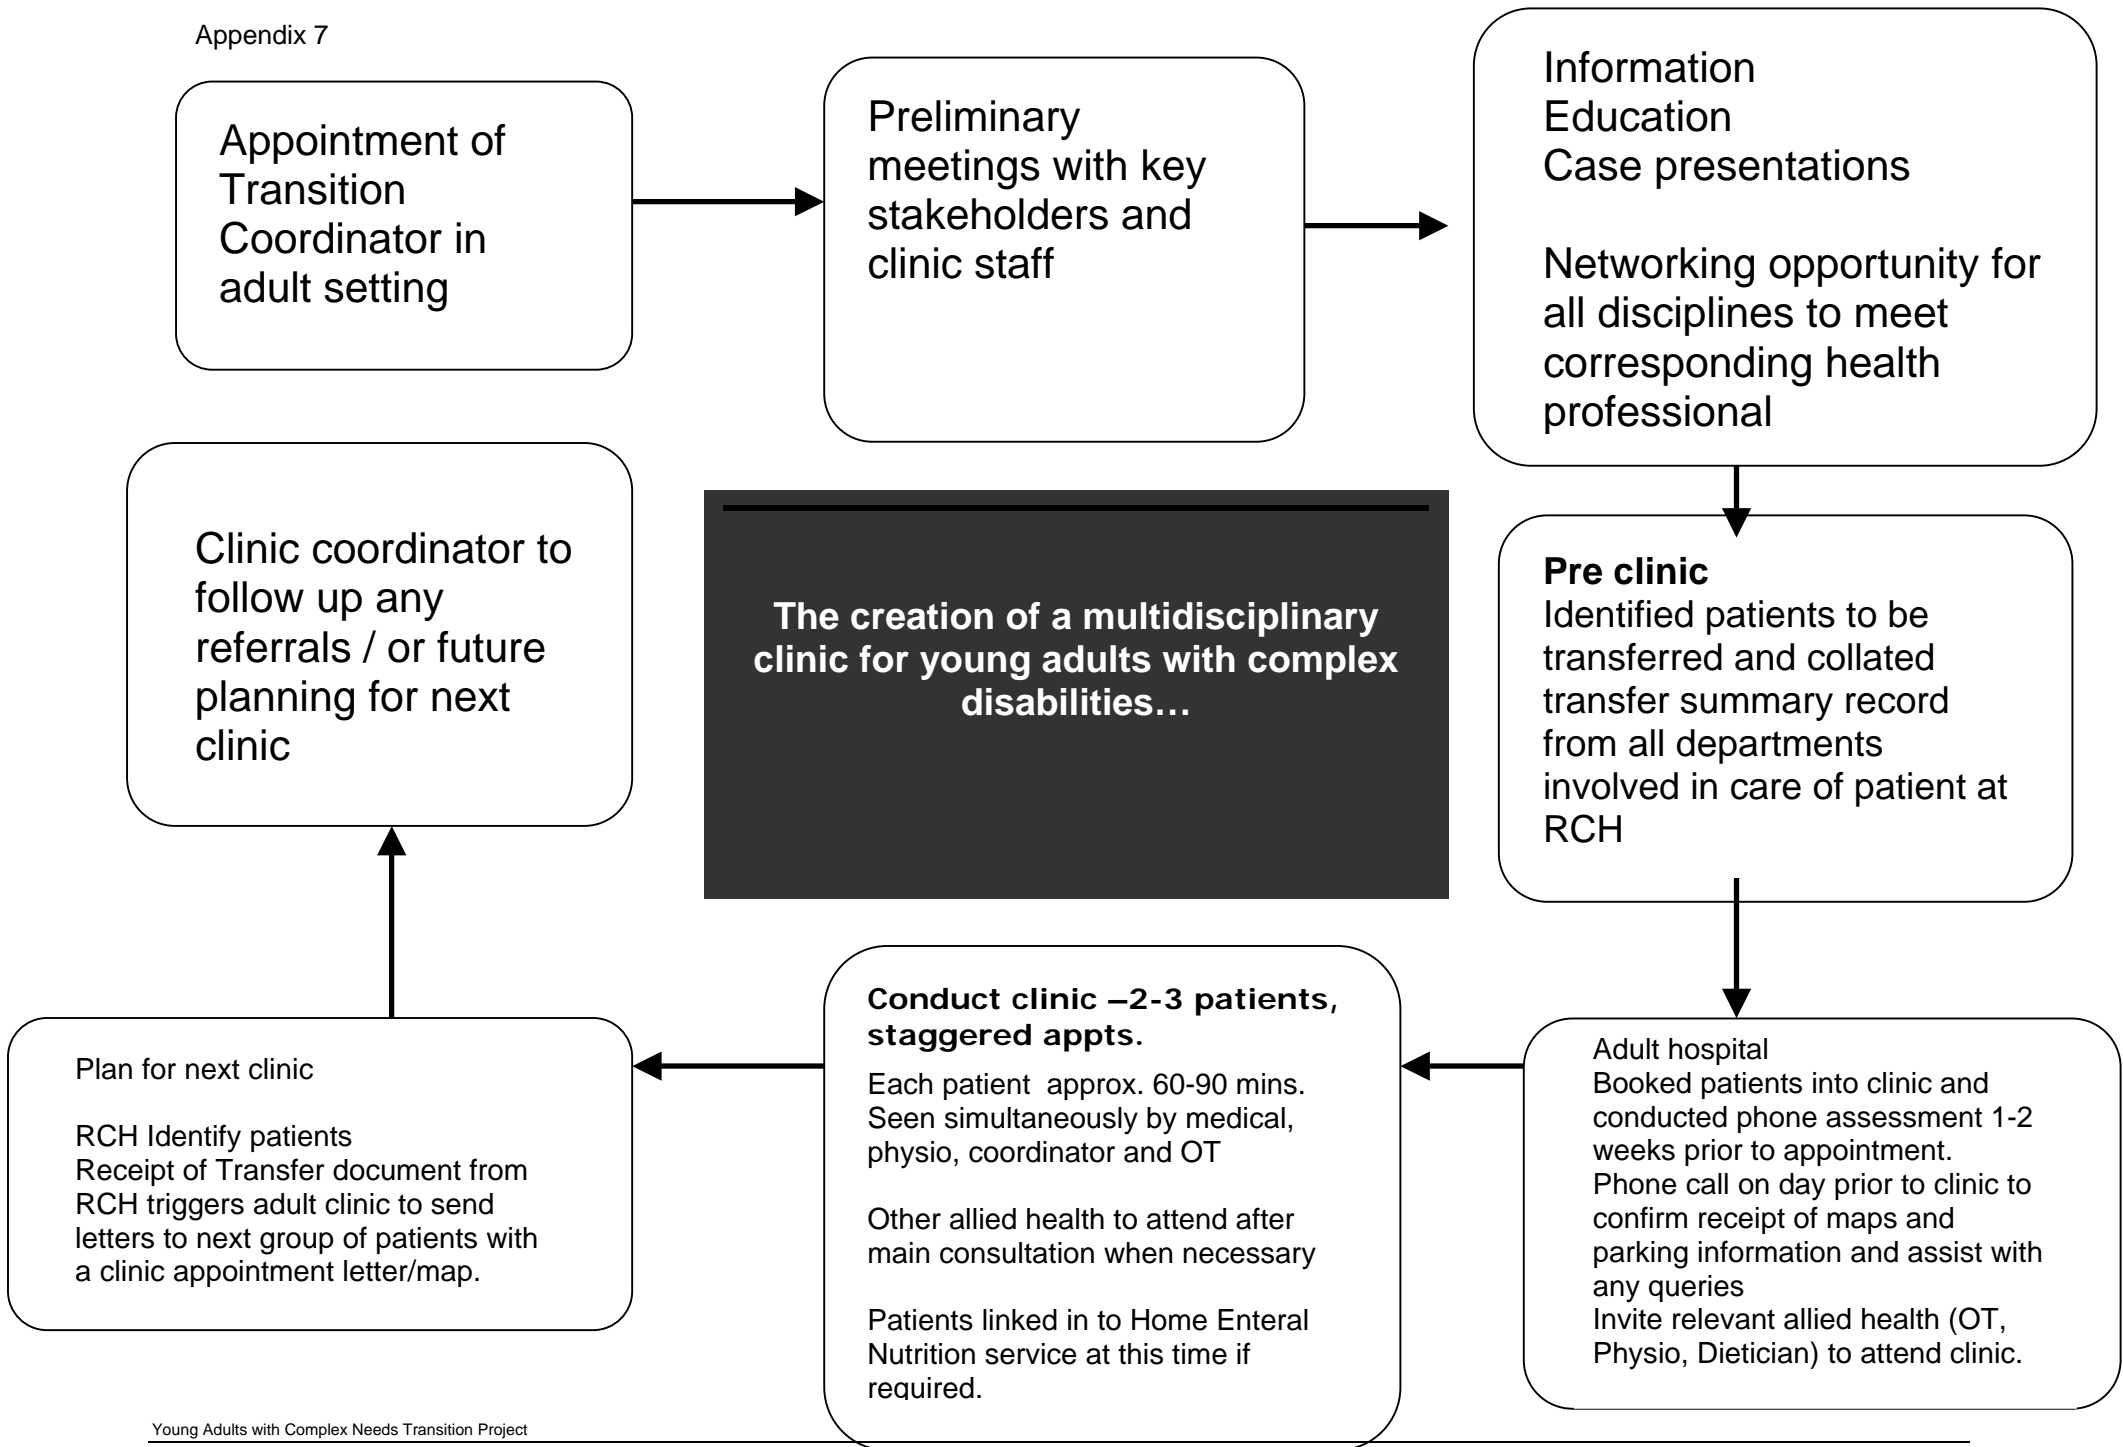 Appendix 7
Appointment of
Transition
Coordinator in
adult setting
Preliminary
meetings with key
stakeholders and
clinic staff
Information
Education
Case presentations
Networking opportunity for
all disciplines to meet
corresponding health
professional
Pre clinic
Identified patients to be
transferred and collated
transfer summary record
from all departments
involved in care of patient at
RCH
Adult hospital
Booked patients into clinic and
conducted phone assessment 1-2
weeks prior to appointment.
Phone call on day prior to clinic to
confirm receipt of maps and
parking information and assist with
any queries
Invite relevant allied health (OT,
Physio, Dietician) to attend clinic.
Conduct clinic –2-3 patients,
staggered appts.
Each patient approx. 60-90 mins.
Seen simultaneously by medical,
physio, coordinator and OT
Other allied health to attend after
main consultation when necessary
Patients linked in to Home Enteral
Nutrition service at this time if
required.
Plan for next clinic
RCH Identify patients
Receipt of Transfer document from
RCH triggers adult clinic to send
letters to next group of patients with
a clinic appointment letter/map.
Clinic coordinator to
follow up any
referrals / or future
planning for next
clinic
The creation of a multidisciplinary
clinic for young adults with complex
disabilities…
Young Adults with Complex Needs Transition Project